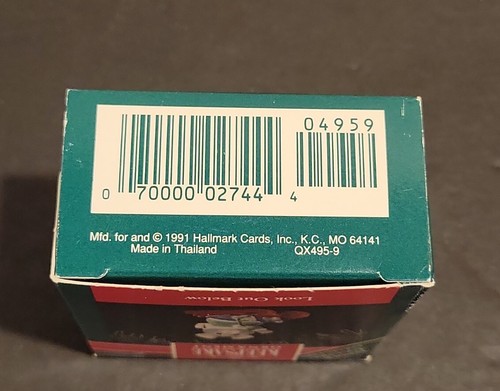 04959
0 70000 02744 4
Mfd. for and © 1991 Hallmark Cards, Inc., K.C., MO 64141
Made in Thailand QX495-9
Look Out Below
KEEPSAKE